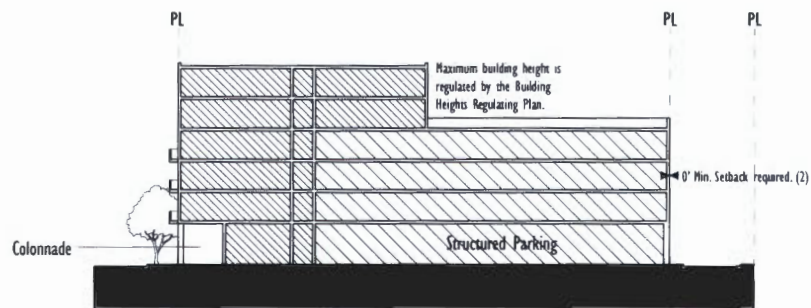 PL
PL
PL
Maximum building height is
regulated by the Building
Heights Regulating Plan.
0' Min. Setback required. (2)
Colonnade
Structured Parking